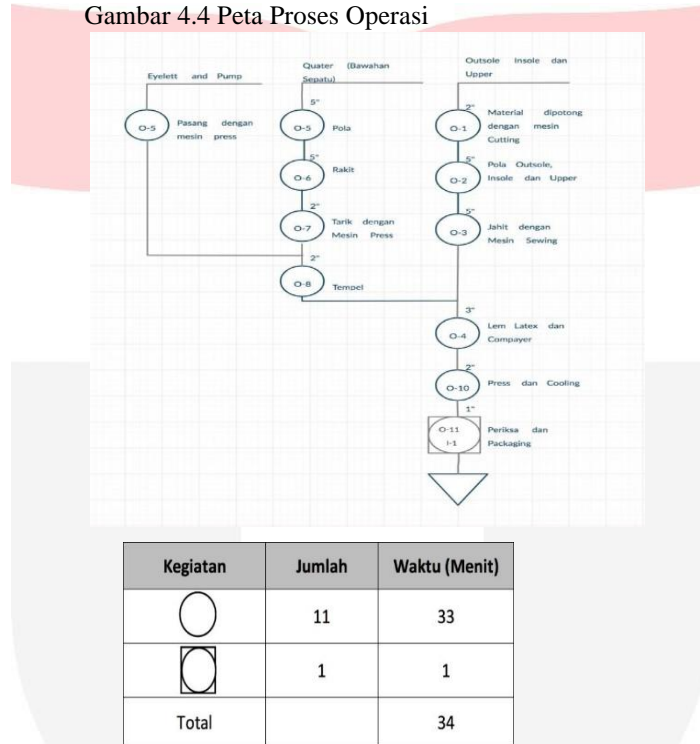 Gambar 4.4 Peta Proses Operasi
Eyelett and Pump
O-5
Pasang dengan
mesin press
Quater (Bawahan
Sepatu)
5"
O-5
Pola
5"
O-6
Rakit
2"
O-7
Tarik dengan
Mesin Press
2"
O-8
Tempel
Outsole Insole dan
Upper
2"
O-1
Material dipotong
dengan mesin
Cutting
5"
O-2
Pola Outsole,
Insole dan Upper
5"
O-3
Jahit dengan
Mesin Sewing
3"
O-4
Lem Latex dan
Compayer
2"
O-10
Press dan Cooling
1"
O-11
I-1
Periksa dan
Packaging
Kegiatan Jumlah Waktu (Menit)
11 33
1 1
Total 34